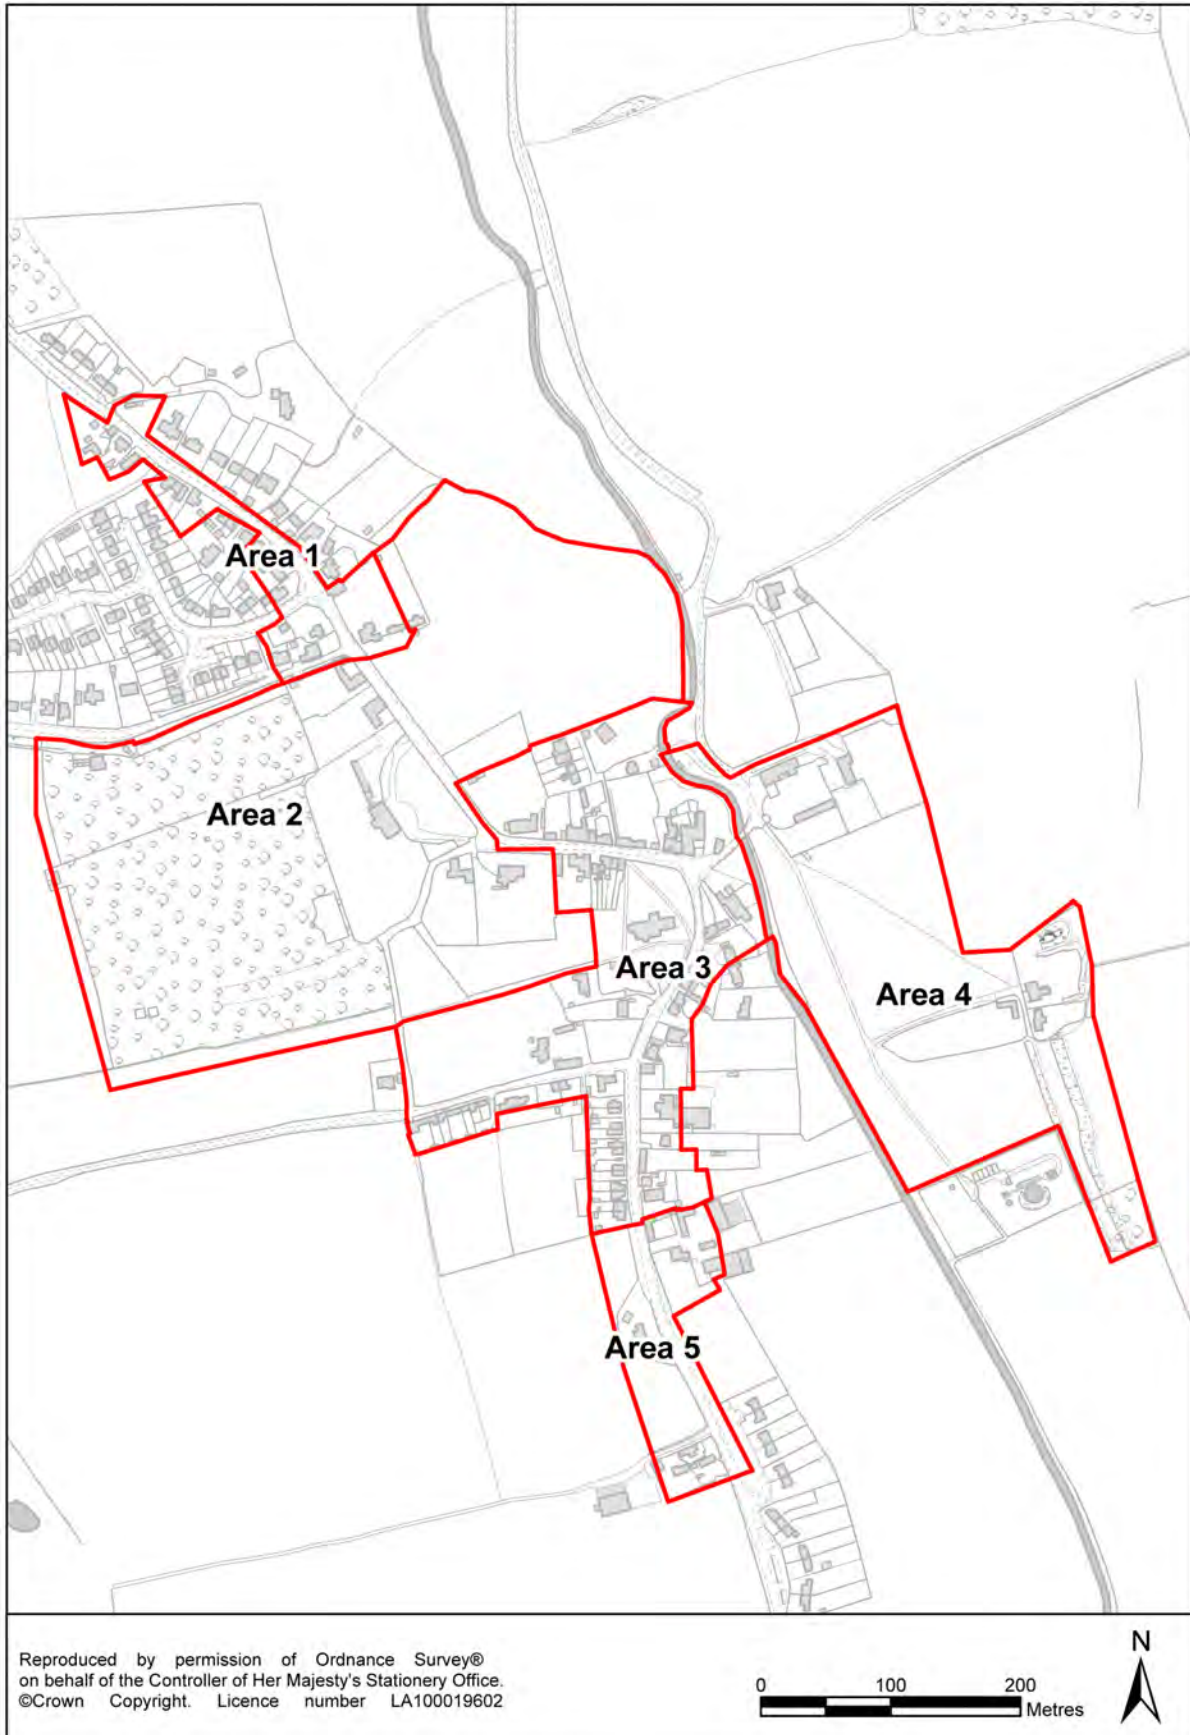 Area 1
Area 2
Area 3
Area 4
Area 5
Reproduced by permission of Ordnance Survey®
on behalf of the Controller of Her Majesty's Stationery Office.
©Crown Copyright. Licence number LA100019602
0 100 200
Metres
N